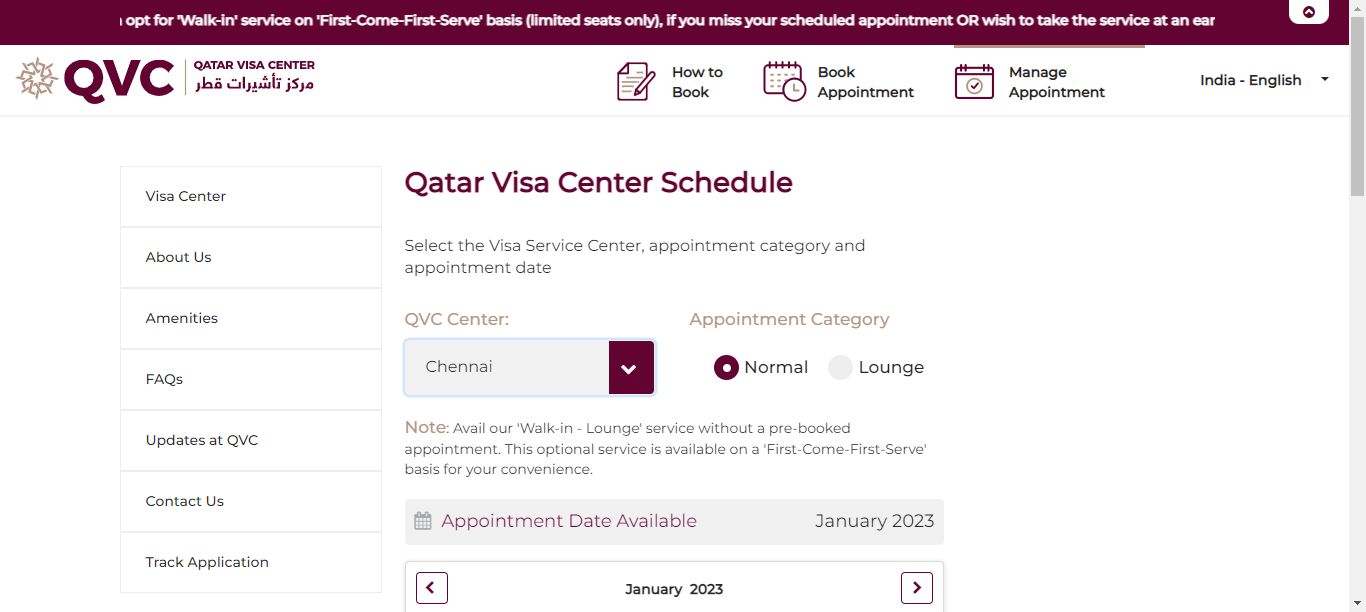 opt for 'Walk-in' service on 'First-Come-First-Serve' basis (limited seats only), if you miss your scheduled appointment OR wish to take the service at an
QVC
QATAR VISA CENTER
مركز تأشيرات قطر
How to
Book
Book
Appointment
Manage
Appointment
India - English
Visa Center
About Us
Amenities
FAQs
Updates at QVC
Contact Us
Track Application
Qatar Visa Center Schedule
Select the Visa Service Center, appointment category and
appointment date
QVC Center:
Appointment Category
Chennai
Normal
Lounge
Note: Avail our 'Walk-in - Lounge' service without a pre-booked
appointment. This optional service is available on a 'First-Come-First-Serve'
basis for your convenience.
Appointment Date Available
January 2023
January 2023